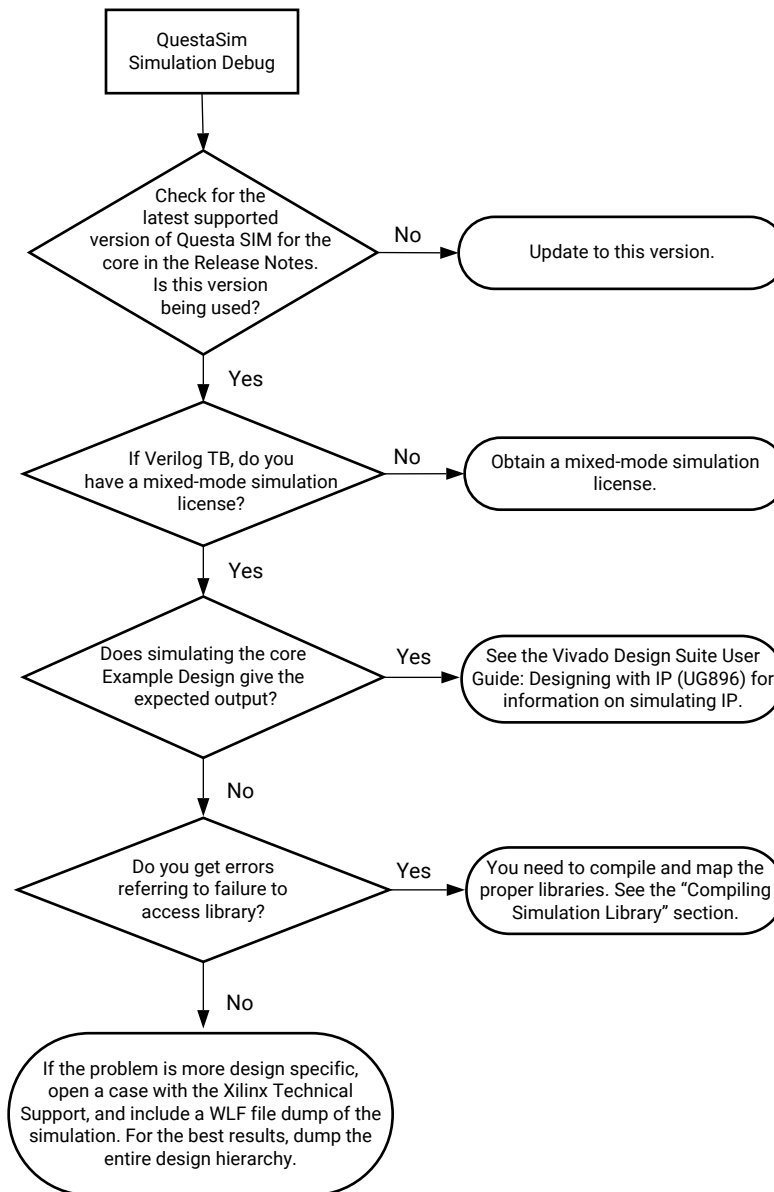 QuestaSim
Simulation Debug
Check for the
latest supported
version of Questa SIM for the
core in the Release Notes.
Is this version
being used?
No
Update to this version.
Yes
If Verilog TB, do you
have a mixed-mode simulation
license?
No
Obtain a mixed-mode simulation
license.
Yes
Does simulating the core
Example Design give the
expected output?
Yes
See the Vivado Design Suite User
Guide: Designing with IP (UG896) for
information on simulating IP.
No
Do you get errors
referring to failure to
access library?
Yes
You need to compile and map the
proper libraries. See the “Compiling
Simulation Library” section.
No
If the problem is more design specific,
open a case with the Xilinx Technical
Support, and include a WLF file dump of the
simulation. For the best results, dump the
entire design hierarchy.